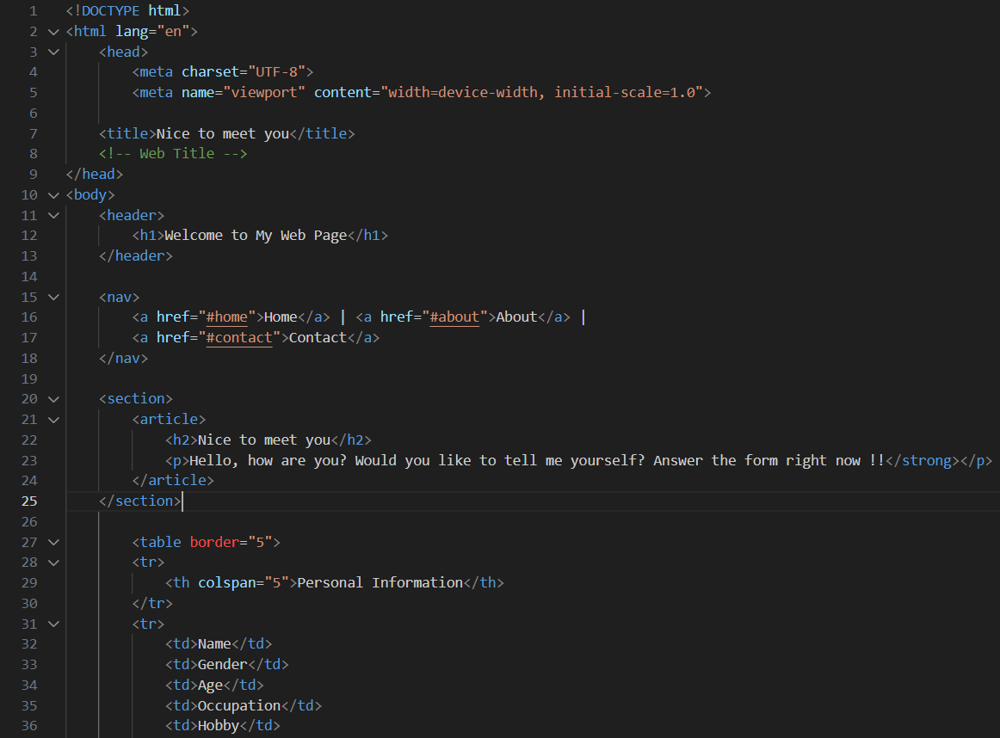 1 <!DOCTYPE html>
2 <html lang="en">
3 <head>
4 <meta charset="UTF-8">
5 <meta name="viewport" content="width=device-width, initial-scale=1.0">
6
7 <title>Nice to meet you</title>
8 <!-- Web Title -->
9 </head>
10 <body>
11 <header>
12 <h1>Welcome to My Web Page</h1>
13 </header>
14
15 <nav>
16 <a href="#home">Home</a> | <a href="#about">About</a> |
17 <a href="#contact">Contact</a>
18 </nav>
19
20 <section>
21 <article>
22 <h2>Nice to meet you</h2>
23 <p>Hello, how are you? Would you like to tell me yourself? Answer the form right now !!</strong></p>
24 </article>
25 </section>
26
27 <table border="5">
28 <tr>
29 <th colspan="5">Personal Information</th>
30 </tr>
31 <tr>
32 <td>Name</td>
33 <td>Gender</td>
34 <td>Age</td>
35 <td>Occupation</td>
36 <td>Hobby</td>